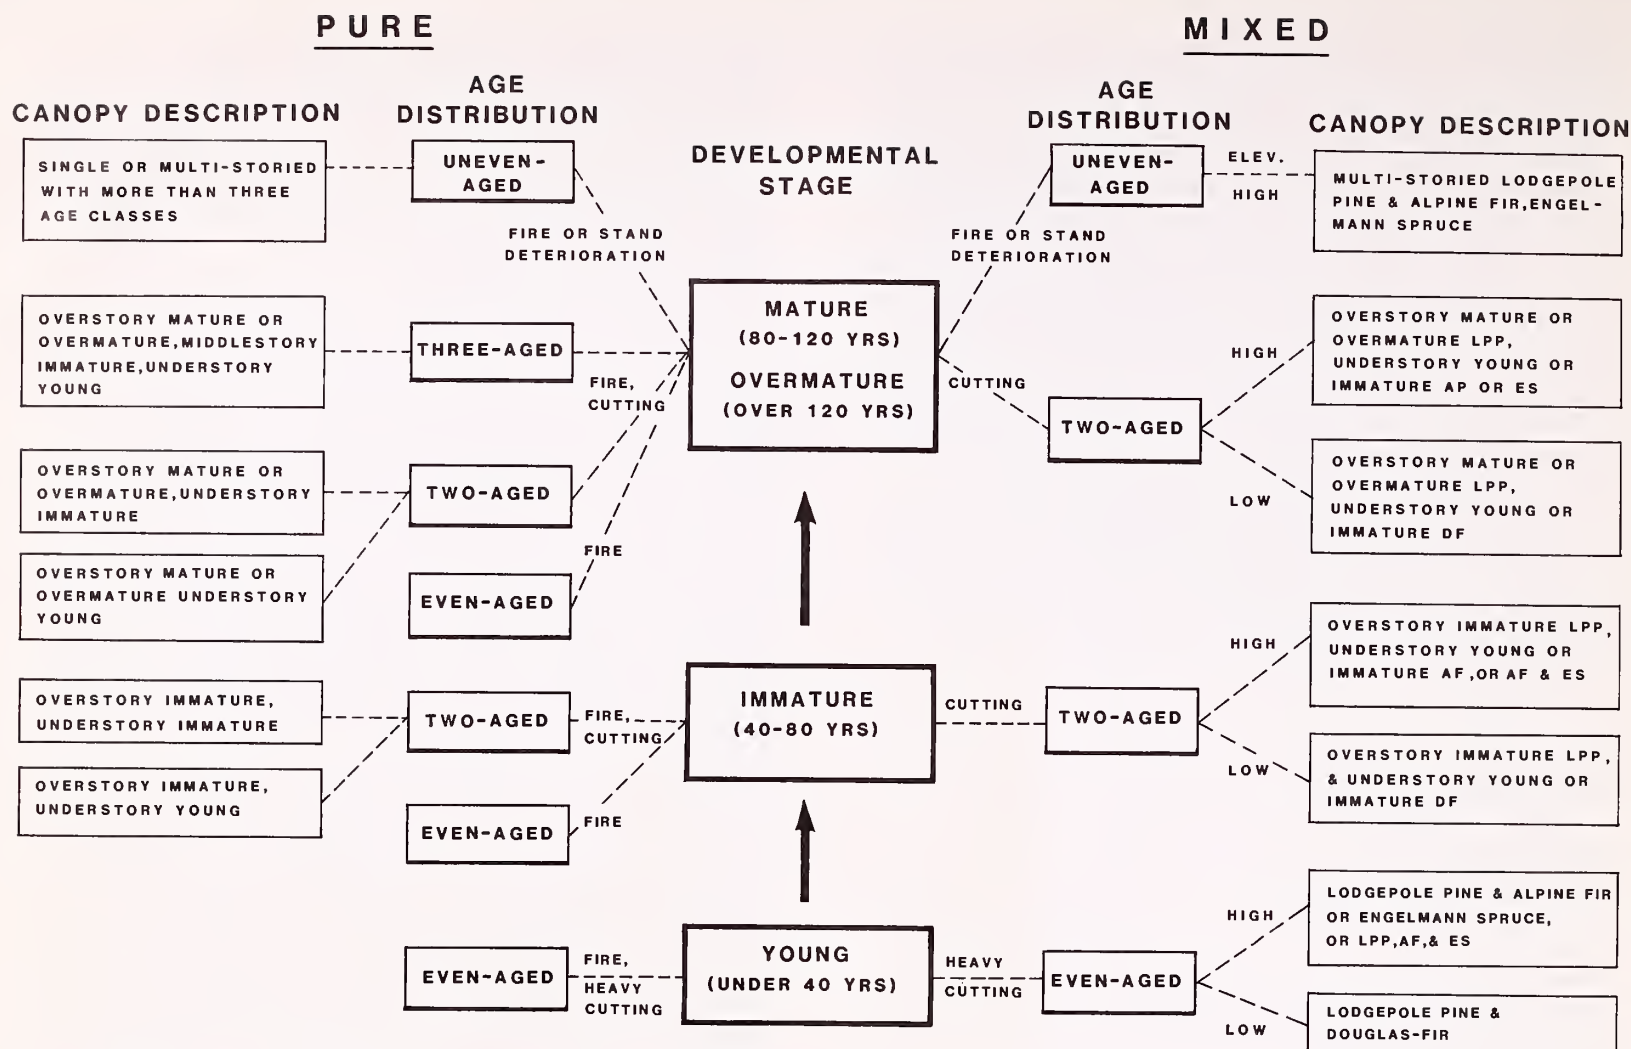 PURE
MIXED
CANOPY DESCRIPTION
AGE
DISTRIBUTION
DEVELOPMENTAL
STAGE
AGE
DISTRIBUTION
CANOPY DESCRIPTION
SINGLE OR MULTI-STORIED
WITH MORE THAN THREE
AGE CLASSES
UNEVEN-
AGED
FIRE OR STAND
DETERIORATION
OVERSTORY MATURE OR
OVERMATURE, MIDDLESTORY
IMMATURE, UNDERSTORY
YOUNG
THREE-AGED
FIRE,
CUTTING
OVERSTORY MATURE OR
OVERMATURE, UNDERSTORY
IMMATURE
OVERSTORY MATURE OR
OVERMATURE UNDERSTORY
YOUNG
TWO-AGED
FIRE
EVEN-AGED
OVERSTORY IMMATURE,
UNDERSTORY IMMATURE
OVERSTORY IMMATURE,
UNDERSTORY YOUNG
TWO-AGED
FIRE,
CUTTING
EVEN-AGED
FIRE
EVEN-AGED
FIRE,
HEAVY
CUTTING
MATURE
(80-120 YRS)
OVERMATURE
(OVER 120 YRS)
IMMATURE
(40-80 YRS)
YOUNG
(UNDER 40 YRS)
FIRE OR STAND
DETERIORATION
UNEVEN-
AGED
ELEV.
HIGH
MULTI-STORIED LODGEPOLE
PINE & ALPINE FIR, ENGEL-
MANN SPRUCE
CUTTING
TWO-AGED
HIGH
OVERSTORY MATURE OR
OVERMATURE LPP,
UNDERSTORY YOUNG OR
IMMATURE AP OR ES
LOW
OVERSTORY MATURE OR
OVERMATURE LPP,
UNDERSTORY YOUNG OR
IMMATURE DF
CUTTING
TWO-AGED
HIGH
OVERSTORY IMMATURE LPP,
UNDERSTORY YOUNG OR
IMMATURE AF, OR AF & ES
LOW
OVERSTORY IMMATURE LPP,
& UNDERSTORY YOUNG OR
IMMATURE DF
HEAVY
CUTTING
EVEN-AGED
HIGH
LODGEPOLE PINE & ALPINE FIR
OR ENGELMANN SPRUCE,
OR LPP, AF, & ES
LOW
LODGEPOLE PINE &
DOUGLAS-FIR